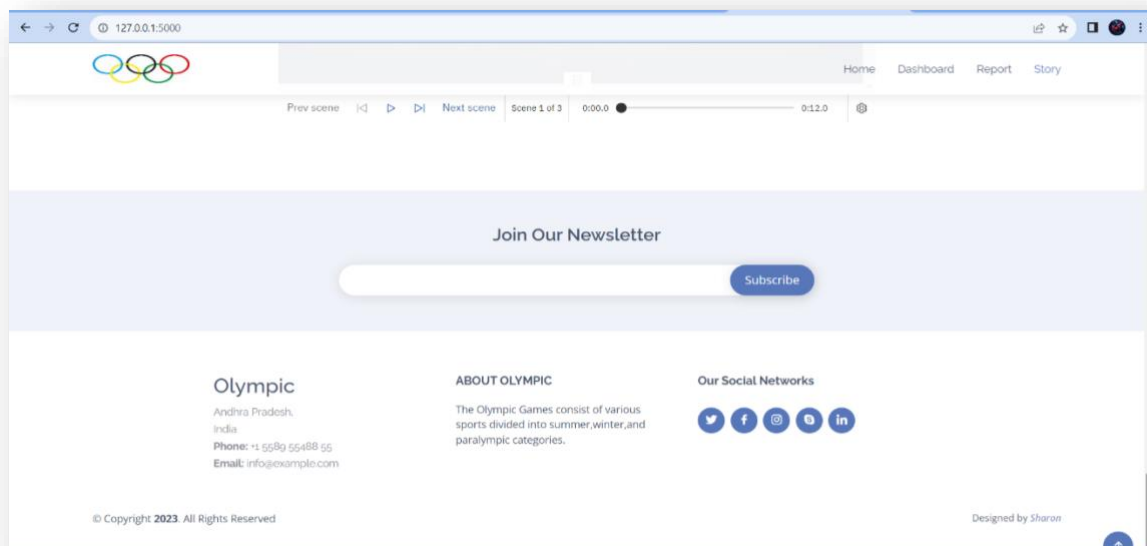 127.0.0.1:5000
Home Dashboard Report Story
Prev scene Next scene Scene 1 of 3 0:00.0 0:12.0
Join Our Newsletter
Subscribe
Olympic
Andhra Pradesh,
India
Phone: +1 5589 55488 55
Email: info@example.com
ABOUT OLYMPIC
The Olympic Games consist of various
sports divided into summer,winter,and
paralympic categories.
Our Social Networks
© Copyright 2023. All Rights Reserved
Designed by Sharon